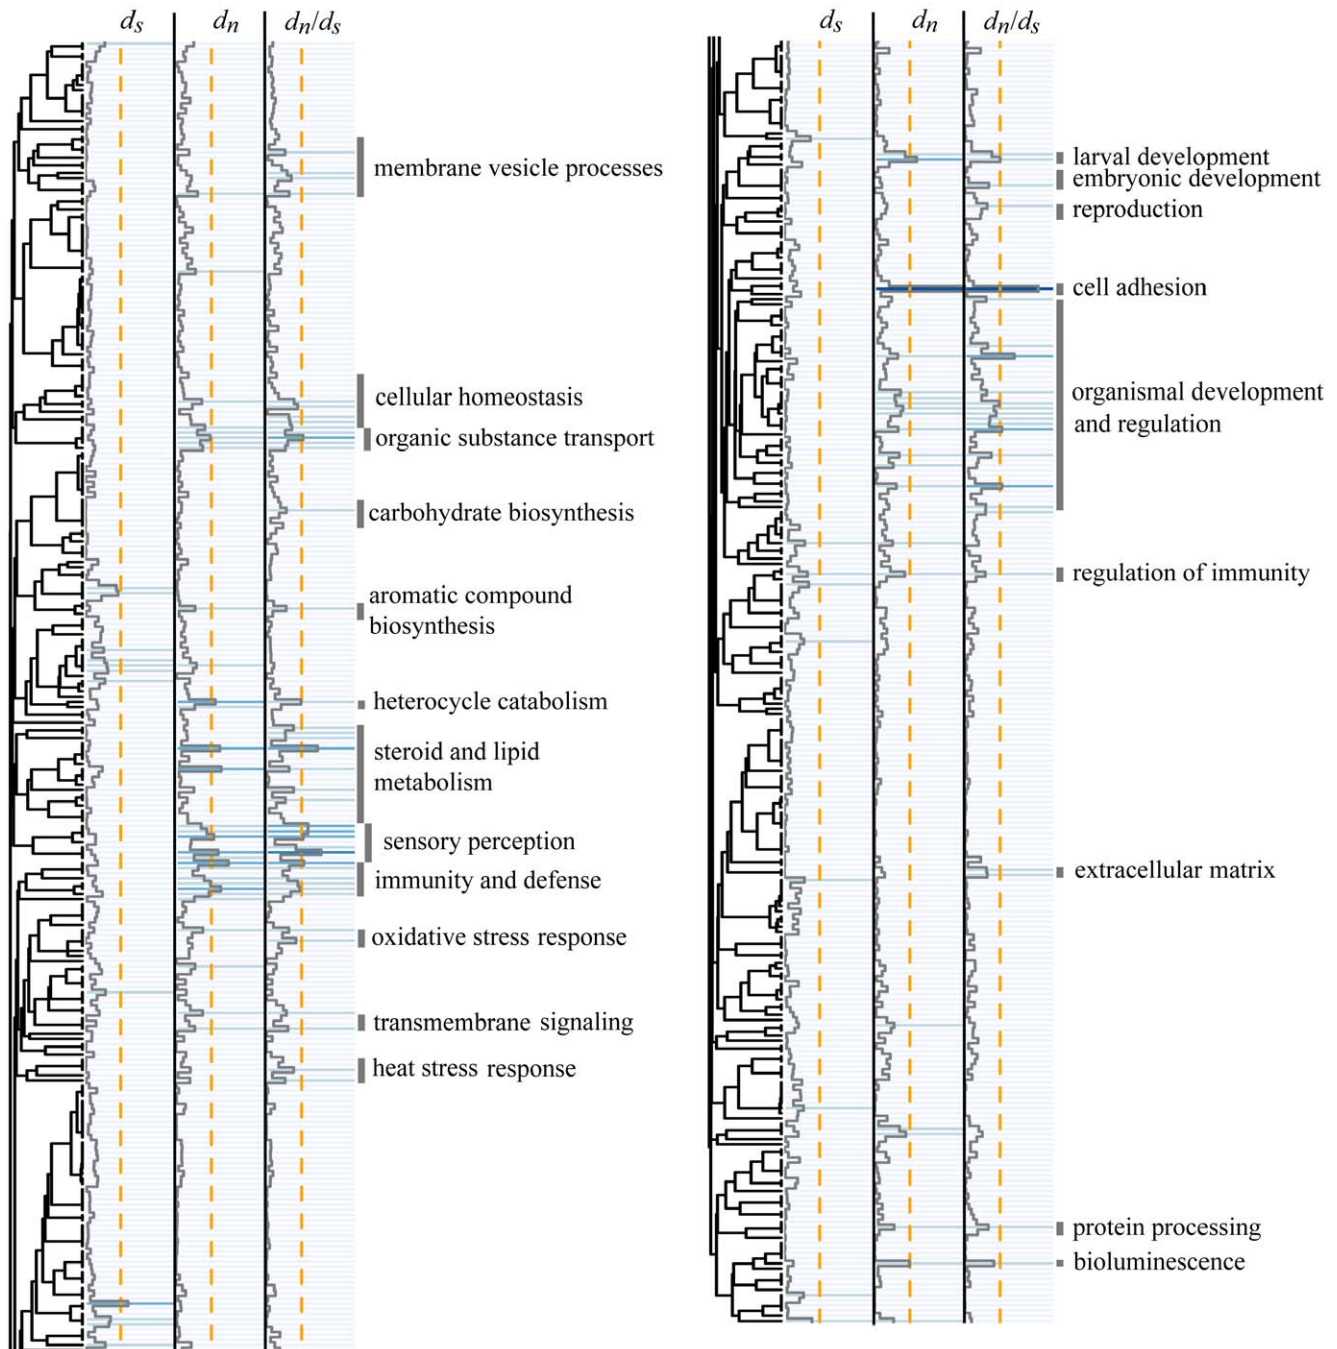 ds dn dn/ds
membrane vesicle processes
cellular homeostasis
organic substance transport
carbohydrate biosynthesis
aromatic compound
biosynthesis
heterocycle catabolism
steroid and lipid
metabolism
sensory perception
immunity and defense
oxidative stress response
transmembrane signaling
heat stress response
ds dn dn/ds
larval development
embryonic development
reproduction
cell adhesion
organismal development
and regulation
regulation of immunity
extracellular matrix
protein processing
bioluminescence